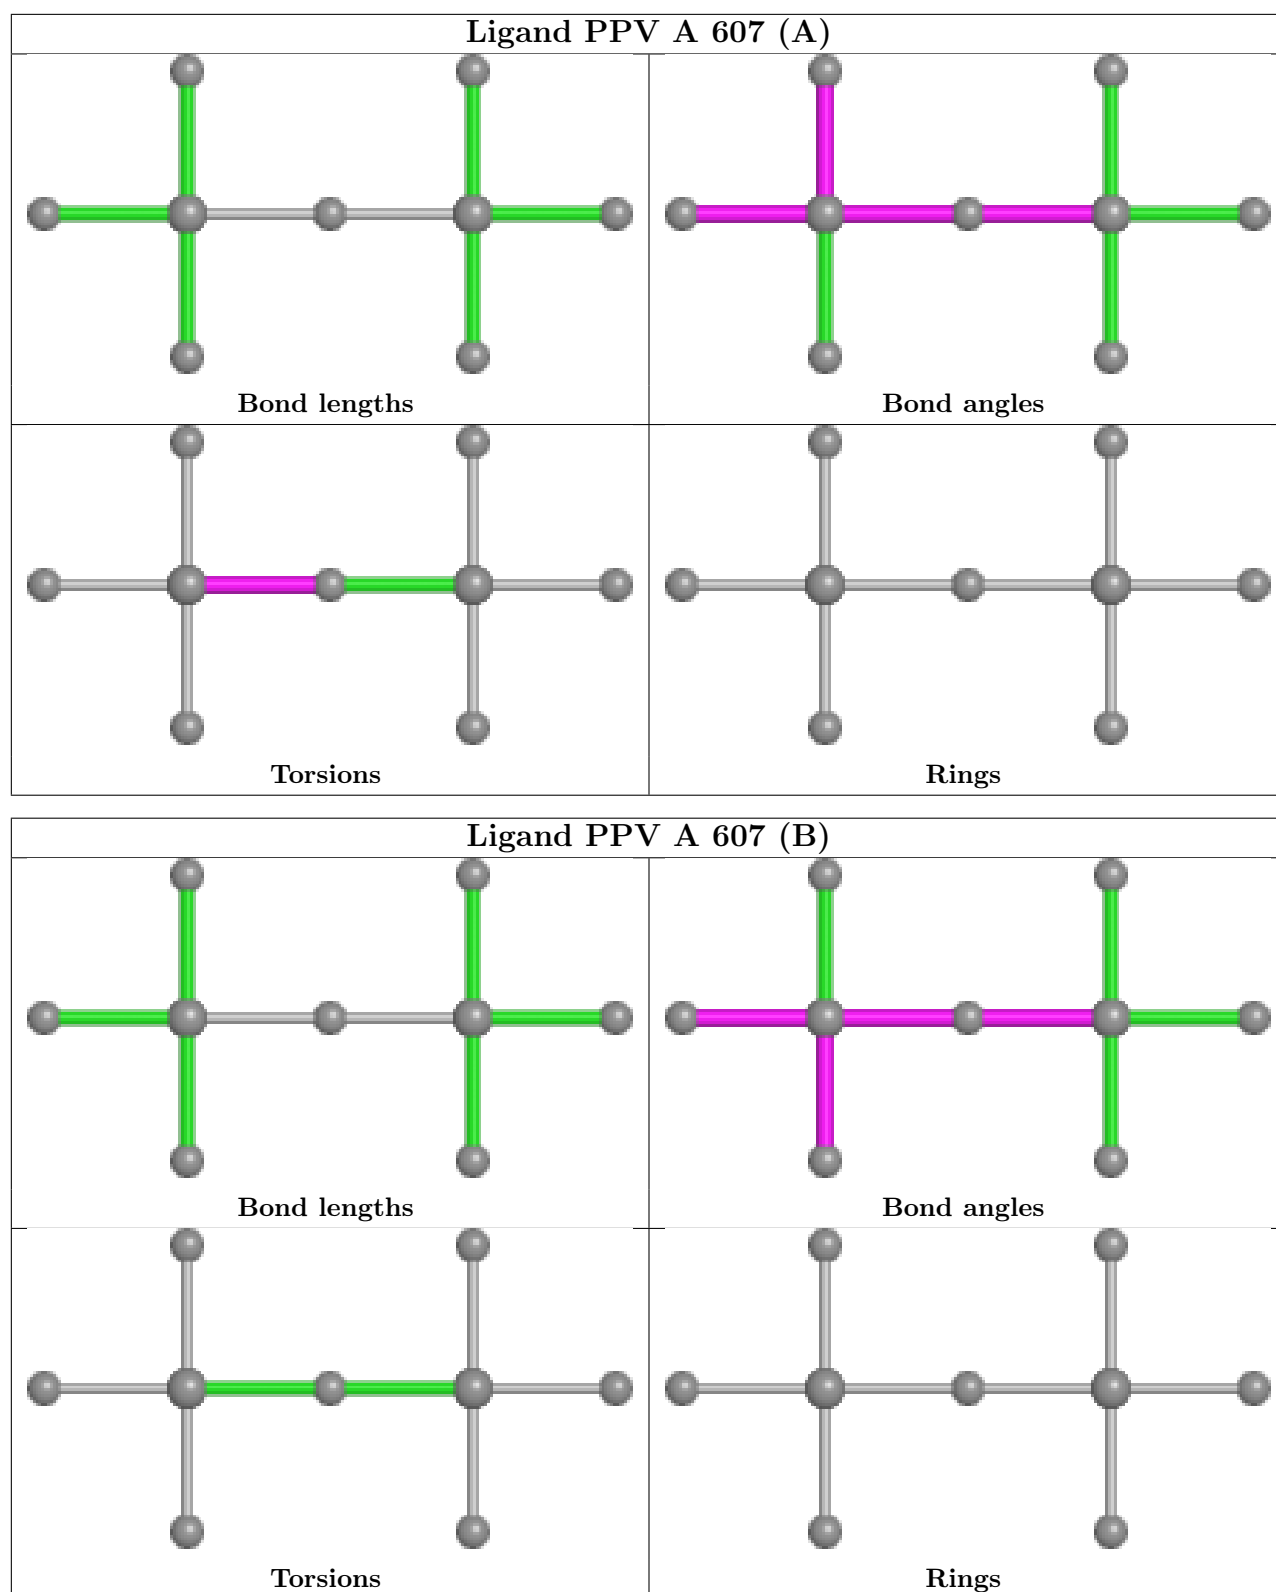 Ligand PPV A 607 (A)
Bond lengths
Bond angles
Torsions
Rings
Ligand PPV A 607 (B)
Bond lengths
Bond angles
Torsions
Rings